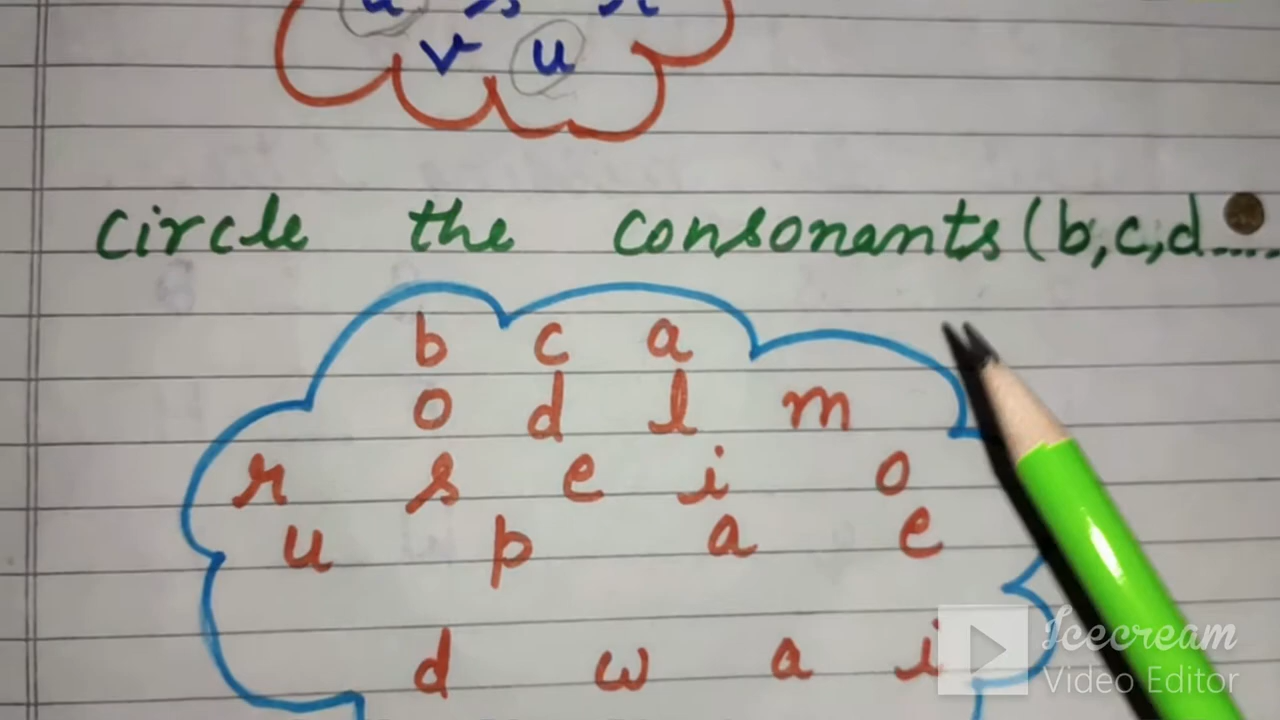 v u
circle the consonants (b,c,d....
b c a
o d l m
r s e i o
u p a e
d w a i
Icecream
Video Editor